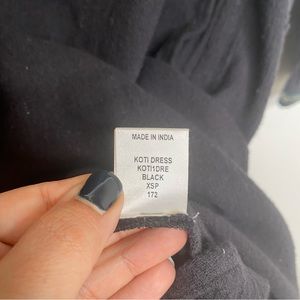 MADE IN INDIA
KOTI DRESS
KOTI1DRE
BLACK
XSP
172